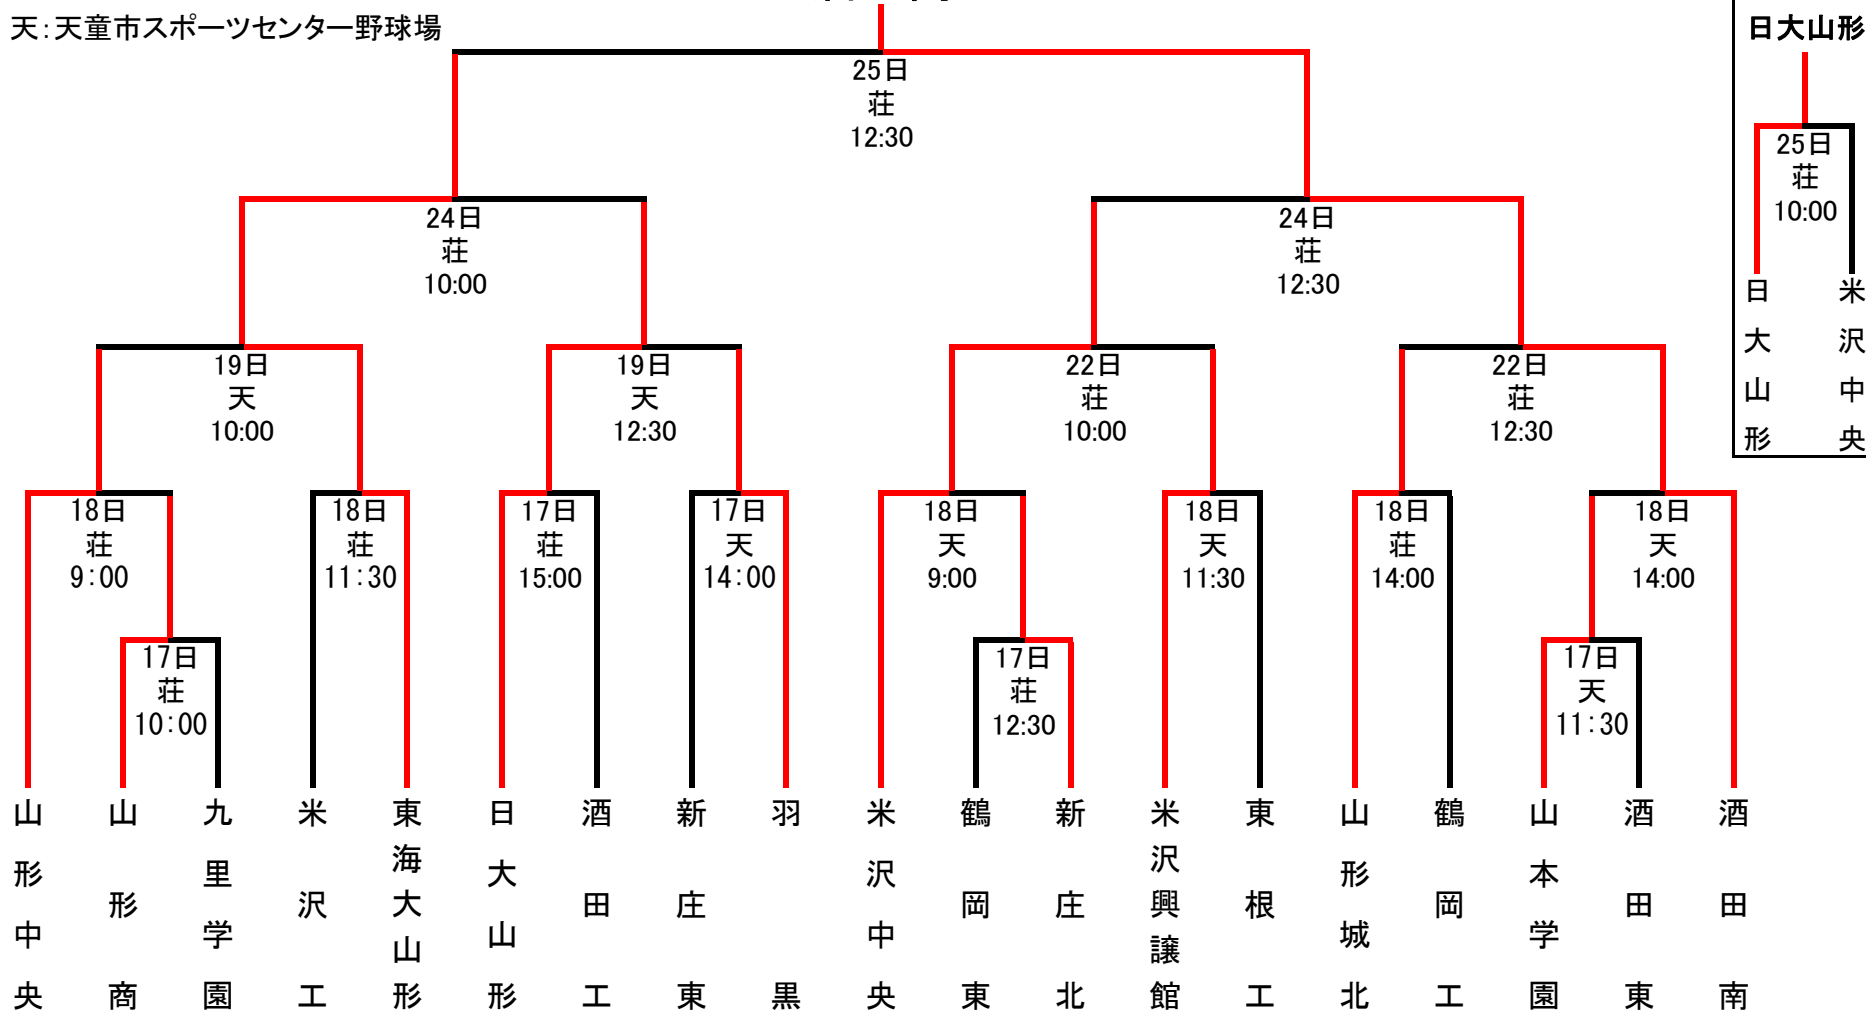 天：天童市スポーツセンター野球場
日大山形
25日
荘
12:30
25日
荘
10:00
日大山形
米沢中央
24日
荘
10:00
24日
荘
12:30
19日
天
10:00
19日
天
12:30
22日
荘
10:00
22日
荘
12:30
18日
荘
9：00
18日
荘
11：30
17日
荘
15:00
17日
天
14：00
18日
天
9:00
18日
天
11:30
18日
荘
14:00
18日
天
14:00
17日
荘
10：00
17日
荘
12:30
17日
天
11：30
山形中央
山形商
九里学園
米沢工
東海大山形
日大山形
酒田工
新庄東
羽黒
米沢中央
鶴岡東
新庄北
米沢興譲館
東根工
山形城北
鶴岡工
山本学園
酒田東
酒田南